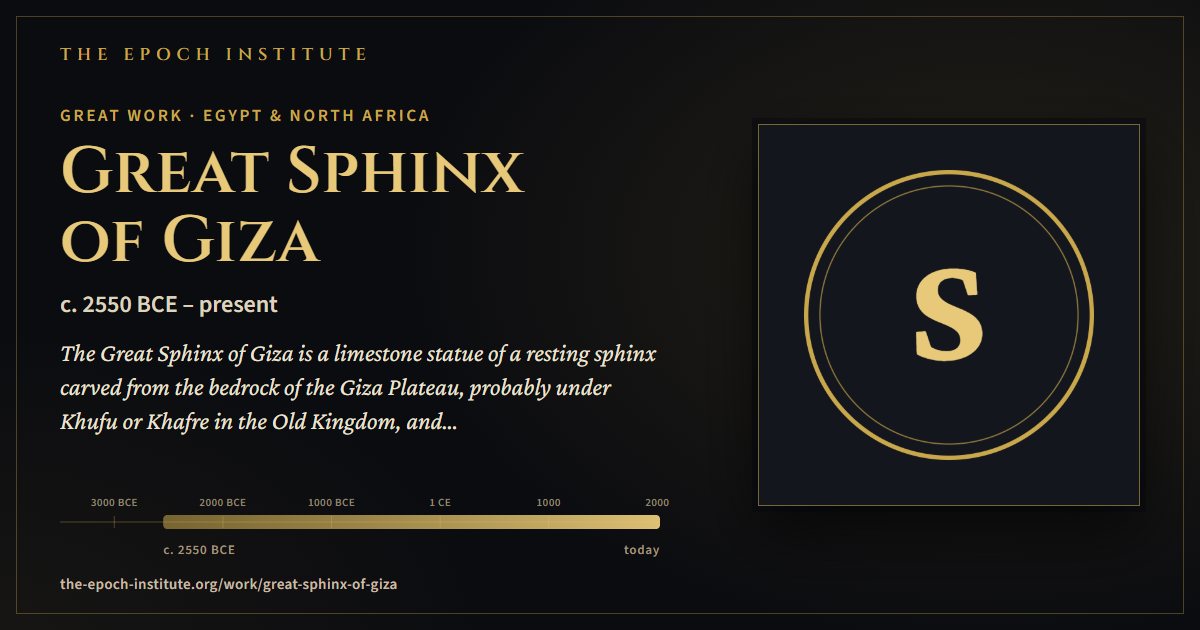 THE EPOCH INSTITUTE
GREAT WORK · EGYPT & NORTH AFRICA
GREAT SPHINX
OF GIZA
c. 2550 BCE – present
The Great Sphinx of Giza is a limestone statue of a resting sphinx
carved from the bedrock of the Giza Plateau, probably under
Khufu or Khafre in the Old Kingdom, and...
S
3000 BCE 2000 BCE 1000 BCE 1 CE 1000 2000
c. 2550 BCE today
the-epoch-institute.org/work/great-sphinx-of-giza